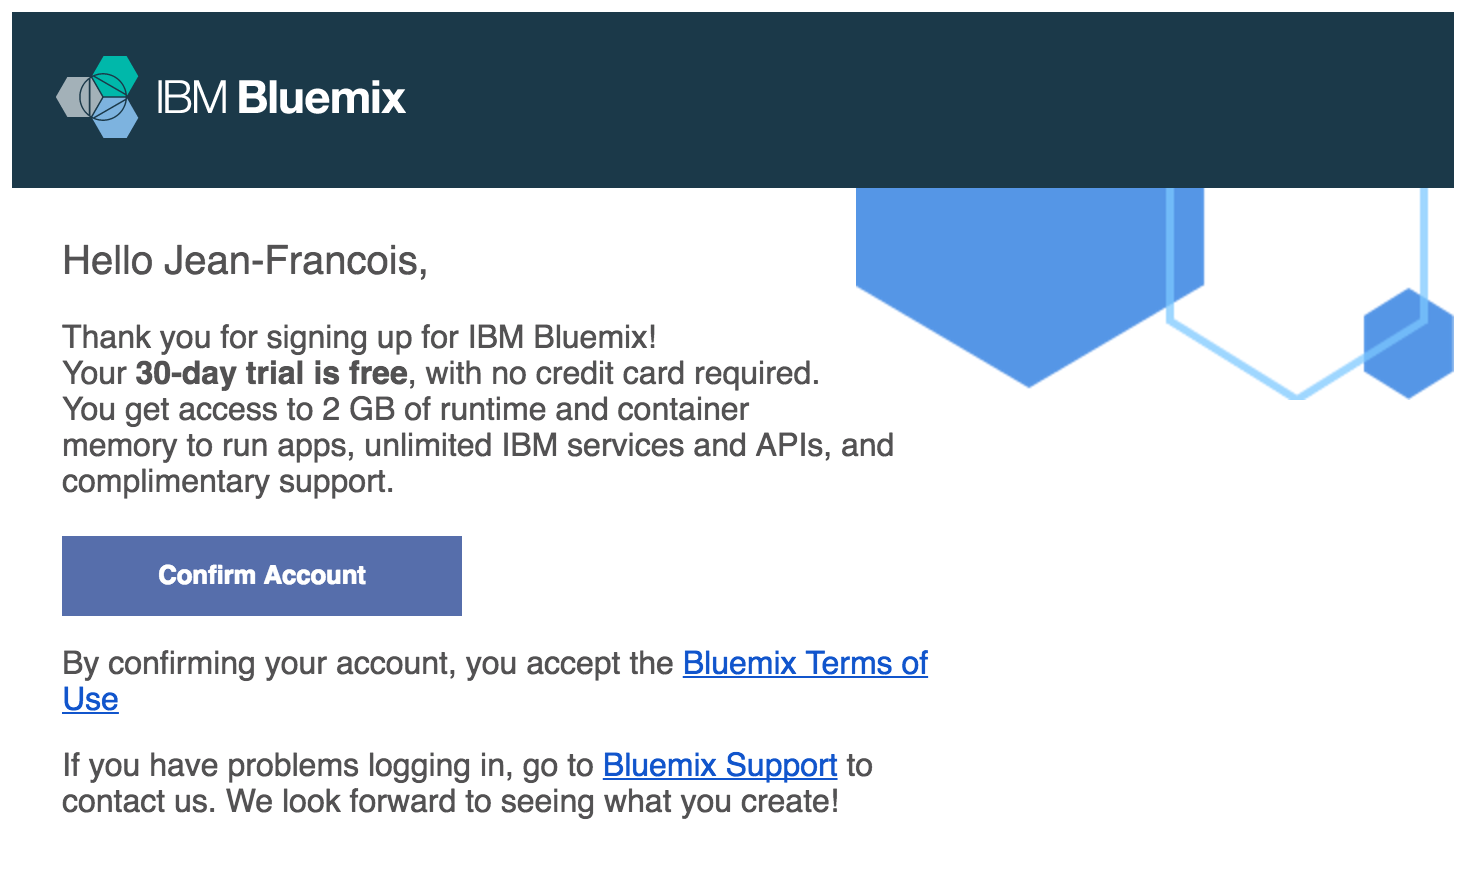 IBM Bluemix
Hello Jean-Francois,
Thank you for signing up for IBM Bluemix!
Your 30-day trial is free, with no credit card required.
You get access to 2 GB of runtime and container
memory to run apps, unlimited IBM services and APIs, and
complimentary support.
Confirm Account
By confirming your account, you accept the Bluemix Terms of
Use
If you have problems logging in, go to Bluemix Support to
contact us. We look forward to seeing what you create!